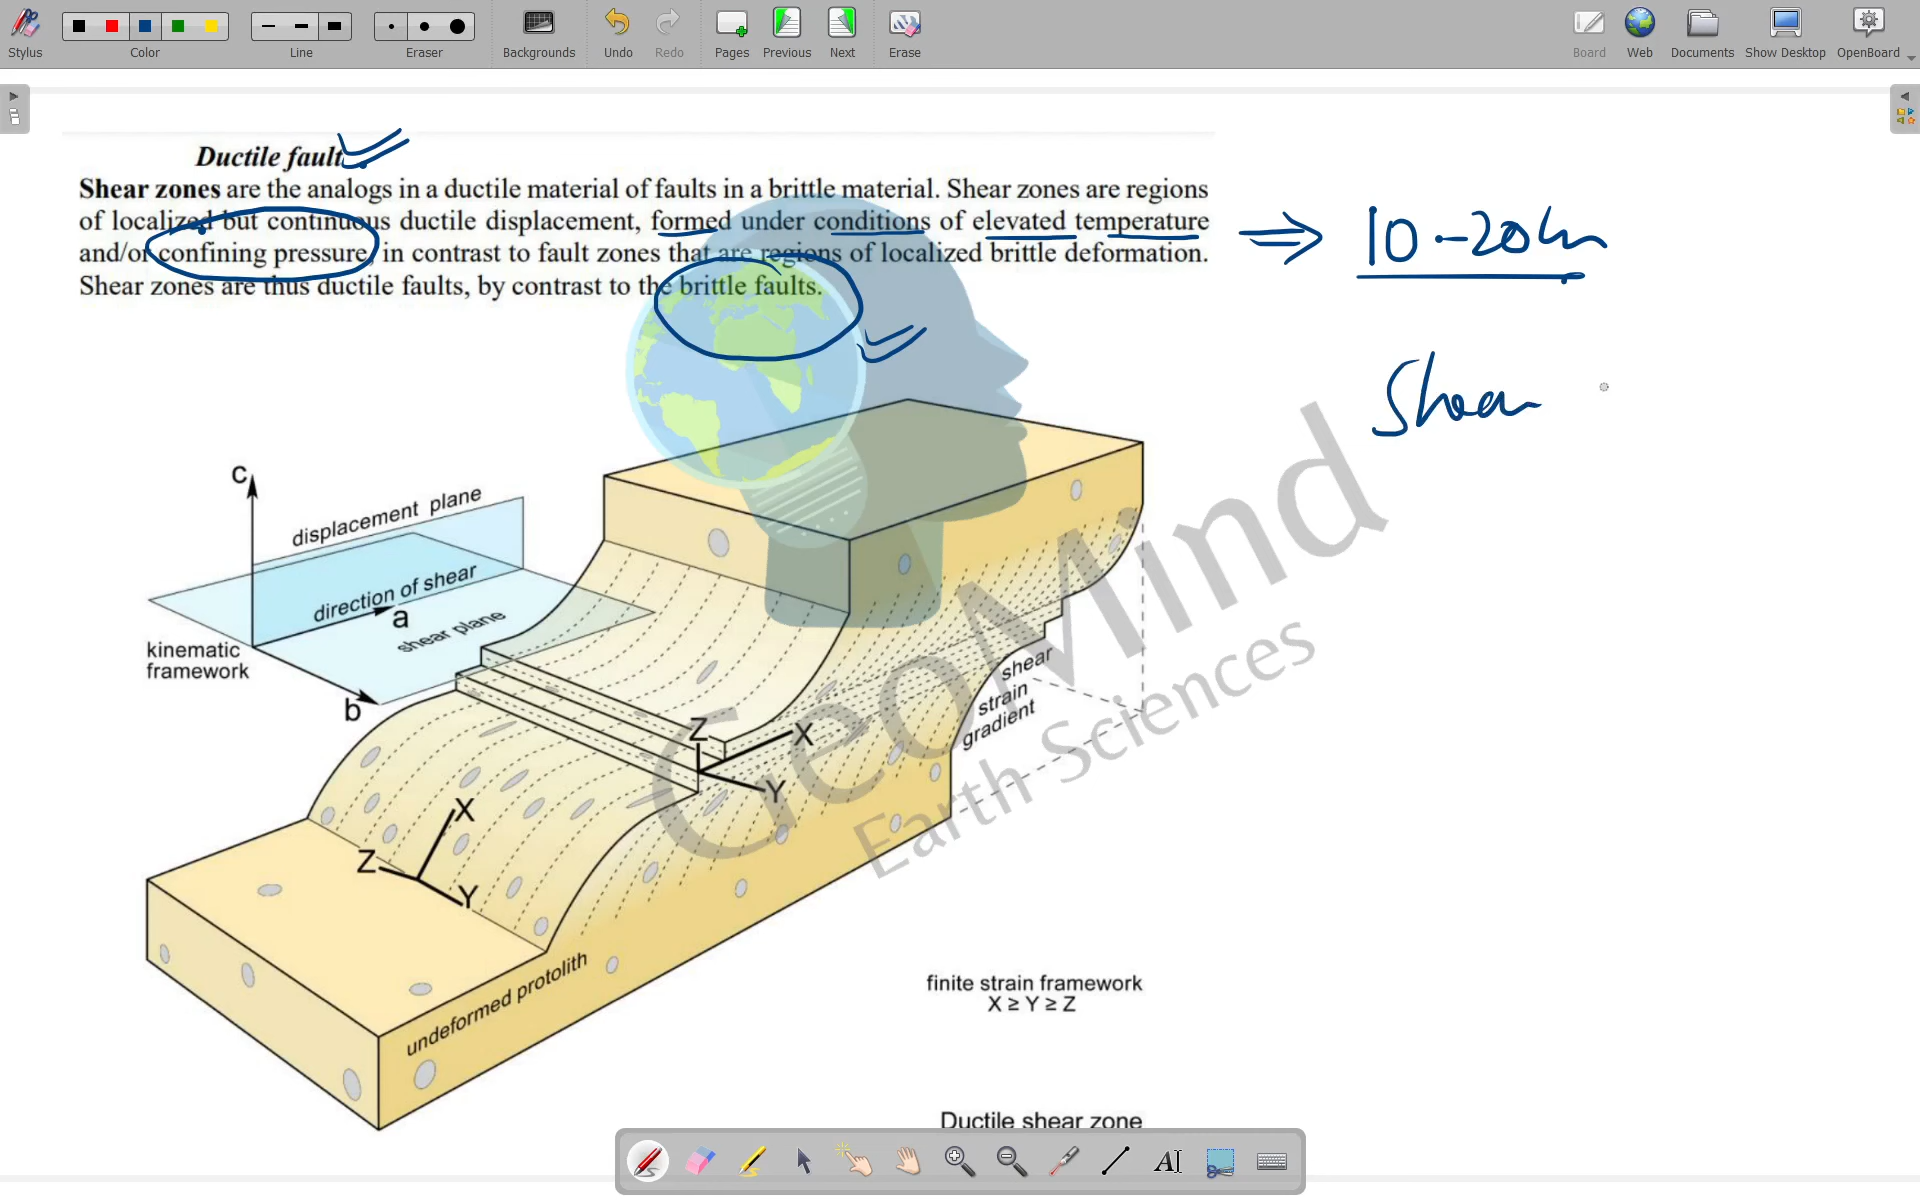 Stylus
Color
Line
Eraser
Backgrounds
Undo
Redo
Pages
Previous
Next
Erase
Board
Web
Documents
Show Desktop
OpenBoard
Ductile fault
Shear zones are the analogs in a ductile material of faults in a brittle material. Shear zones are regions
of localized but continuous ductile displacement, formed under conditions of elevated temperature
and/or confining pressure, in contrast to fault zones that are regions of localized brittle deformation.
Shear zones are thus ductile faults, by contrast to the brittle faults.
⇒ 10-20km
Shear
c
displacement plane
direction of shear
a
shear plane
kinematic
framework
b
shear
strain
gradient
Z
X
Y
X
Z
Y
undeformed protolith
GeoMind
Earth Sciences
finite strain framework
X ≥ Y ≥ Z
Ductile shear zone